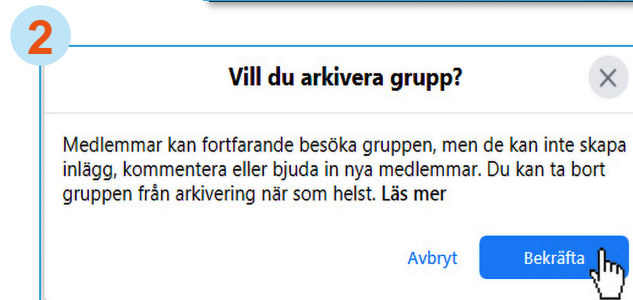 2
Vill du arkivera grupp?
Medlemmar kan fortfarande besöka gruppen, men de kan inte skapa
inlägg, kommentera eller bjuda in nya medlemmar. Du kan ta bort
gruppen från arkivering när som helst. Läs mer
Avbryt Bekräfta